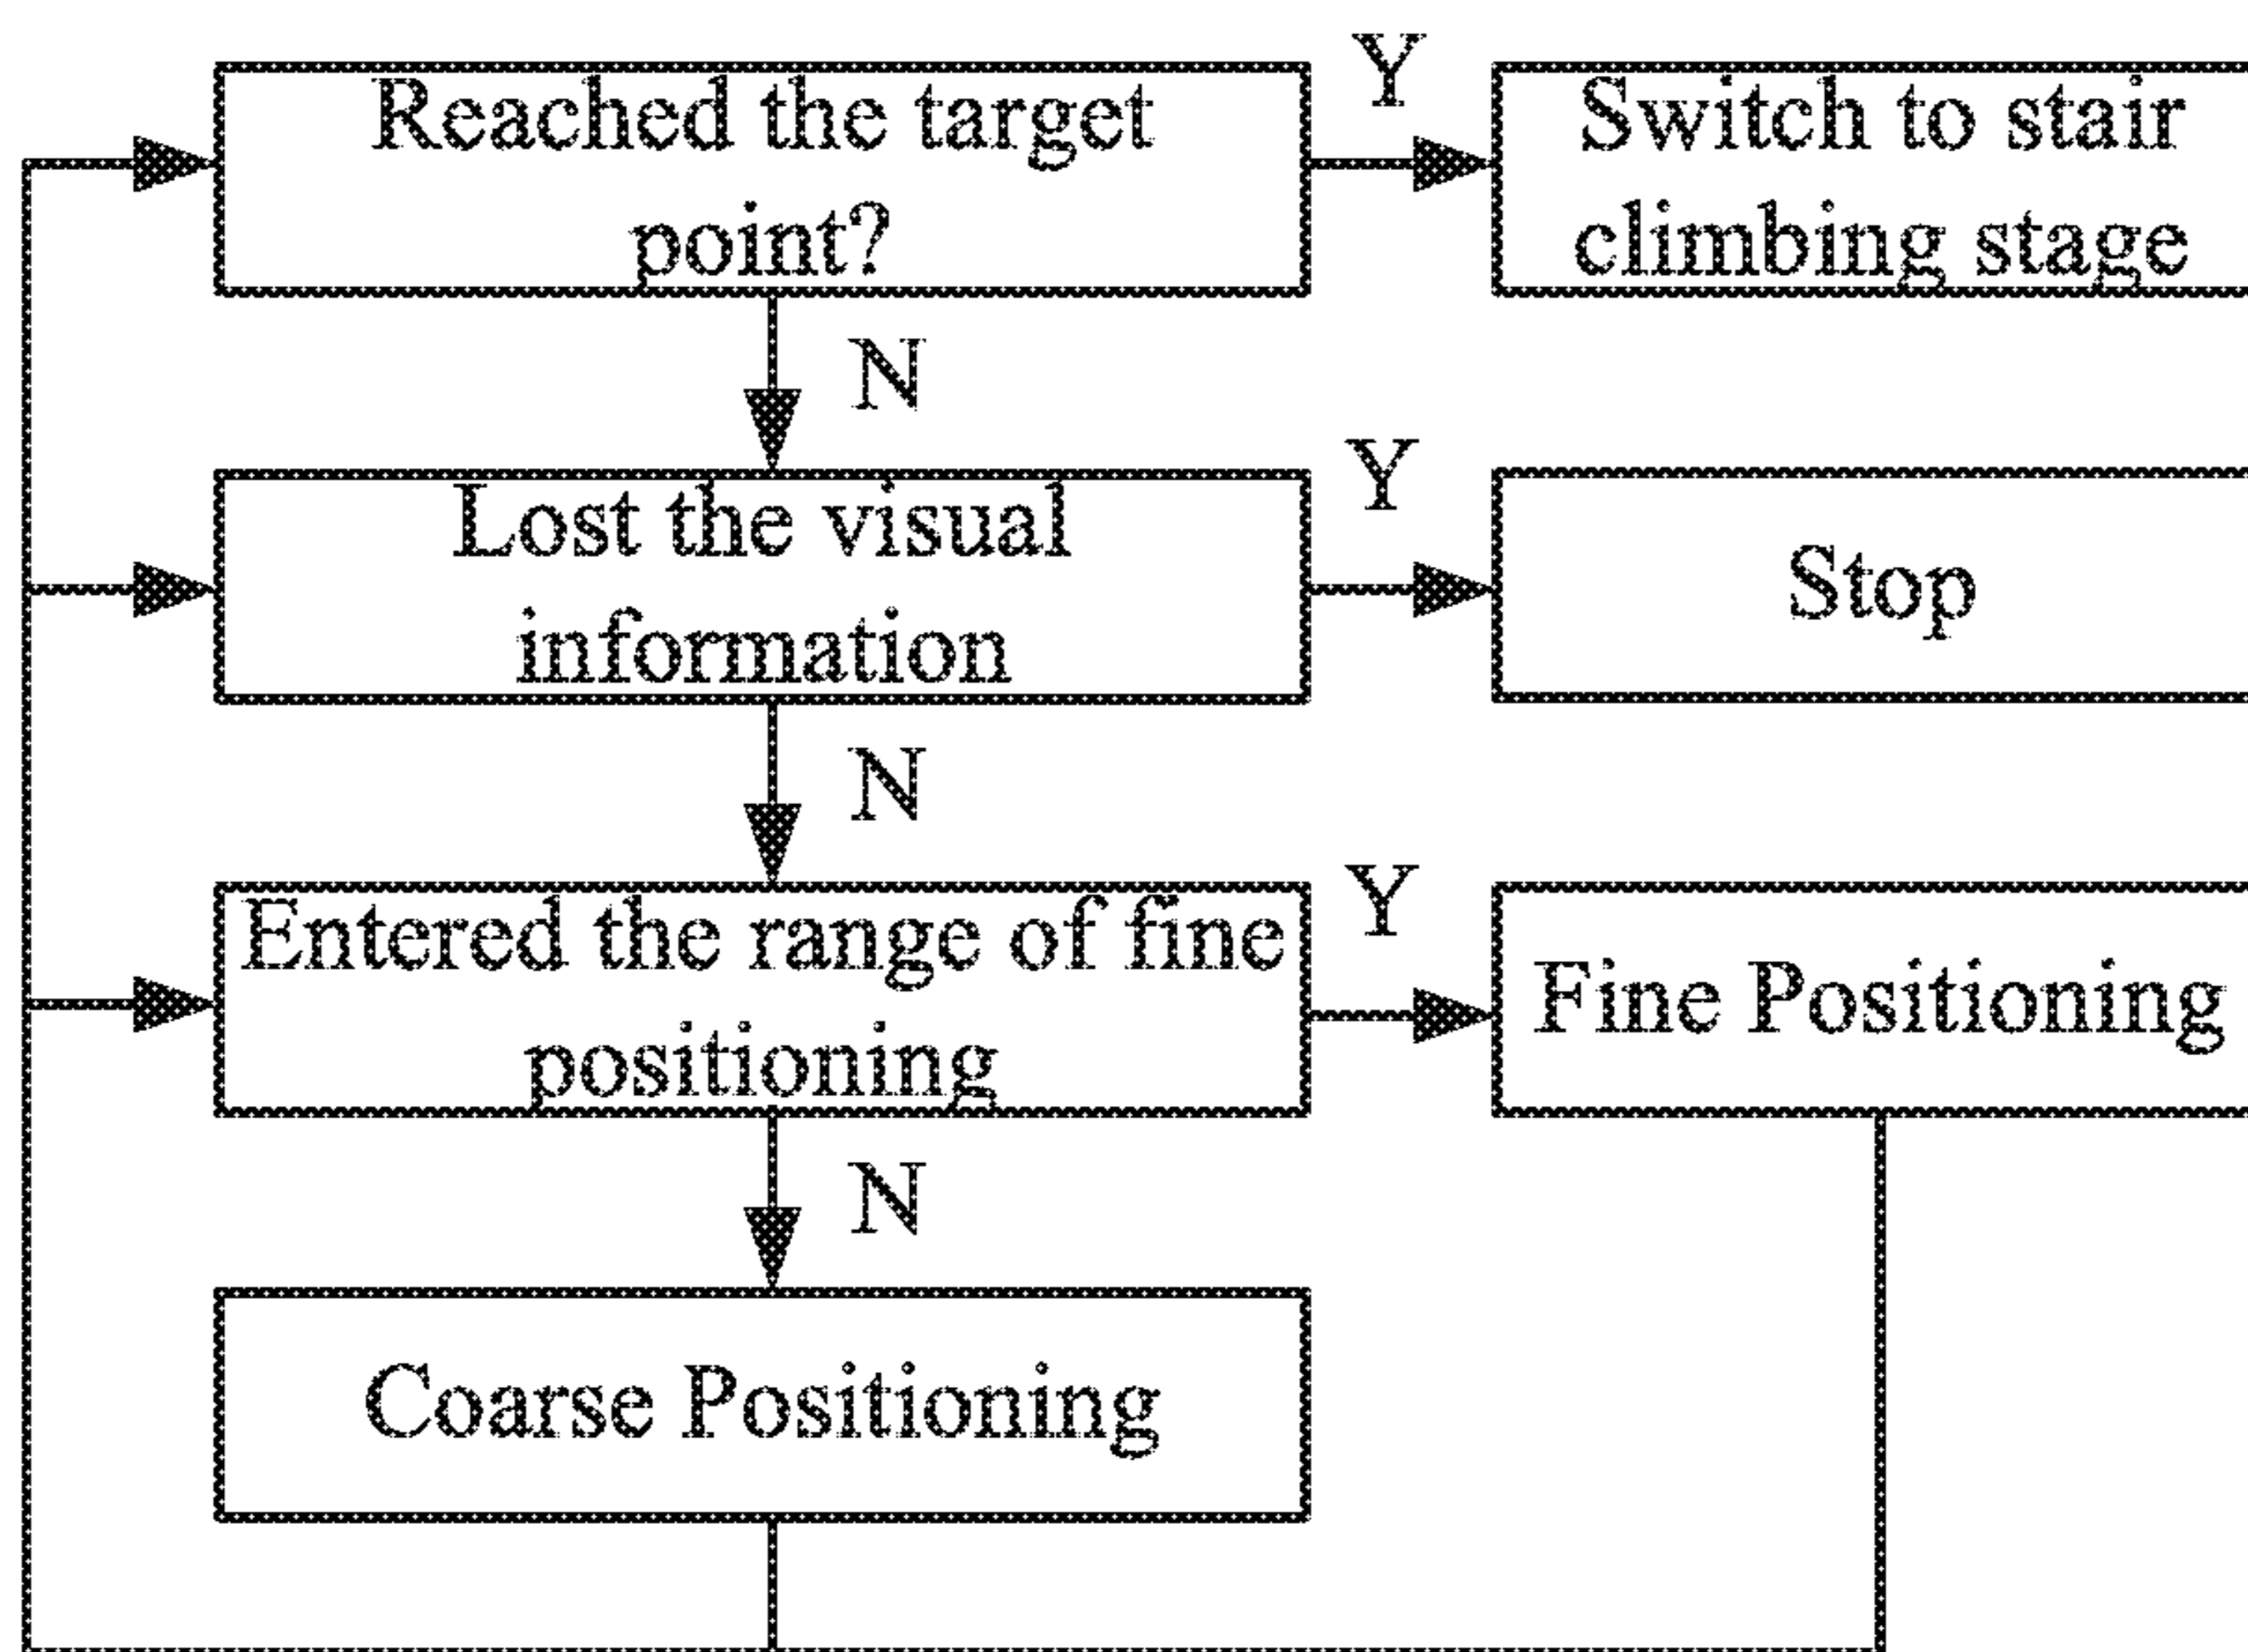 Reached the target
point?
Y
Switch to stair
climbing stage
N
Lost the visual
information
Y
Stop
N
Entered the range of fine
positioning
Y
Fine Positioning
N
Coarse Positioning